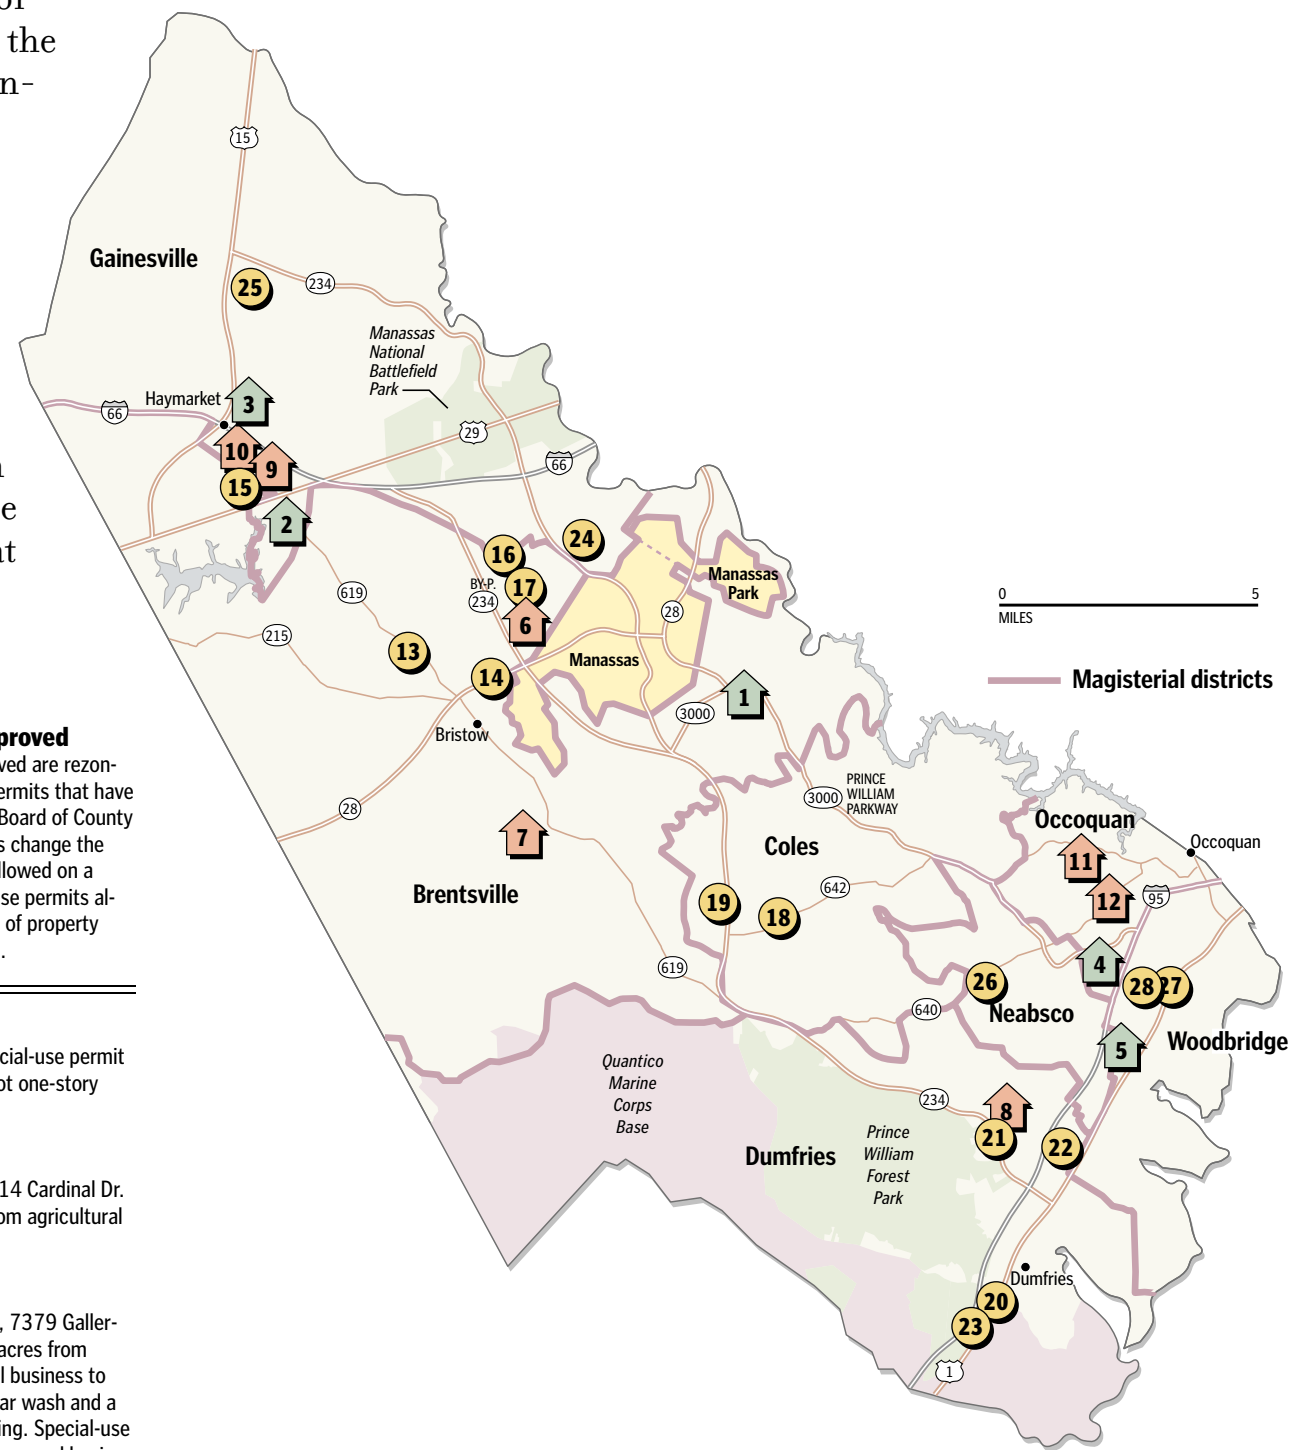 the
n-
proved
ved are rezon-
ermits that have
Board of County
s change the
llowed on a
se permits al-
of property
.
cial-use permit
ot one-story
14 Cardinal Dr.
om agricultural
, 7379 Galler-
acres from
l business to
ar wash and a
ing. Special-use
15
Gainesville
25
234
Manassas
National
Battlefield
Park
Haymarket
3
66
29
10
9
66
15
2
24
16
BY-P.
234
17
619
6
28
Manassas
Park
0 5
MILES
215
13
14
Manassas
1
3000
Magisterial districts
Bristow
28
3000
PRINCE
WILLIAM
PARKWAY
7
Coles
Occoquan
Occoquan
11
Brentsville
19
18
642
12
95
619
4
26
28
27
640
Neabsco
Woodbridge
5
Quantico
Marine
Corps
Base
234
8
21
22
Dumfries
Prince
William
Forest
Park
Dumfries
20
23
1